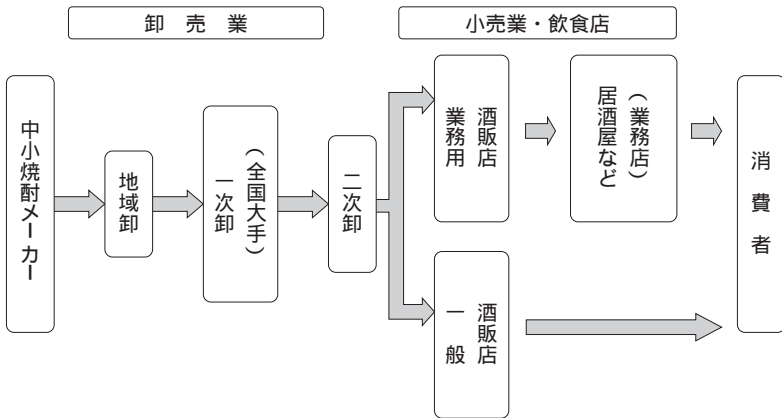 卸売業
小売業・飲食店
中小焼酎メーカー
地域卸
一次卸
(全国大手)
二次卸
業務用
酒販店
居酒屋など
(業務店)
一般
酒販店
消費者